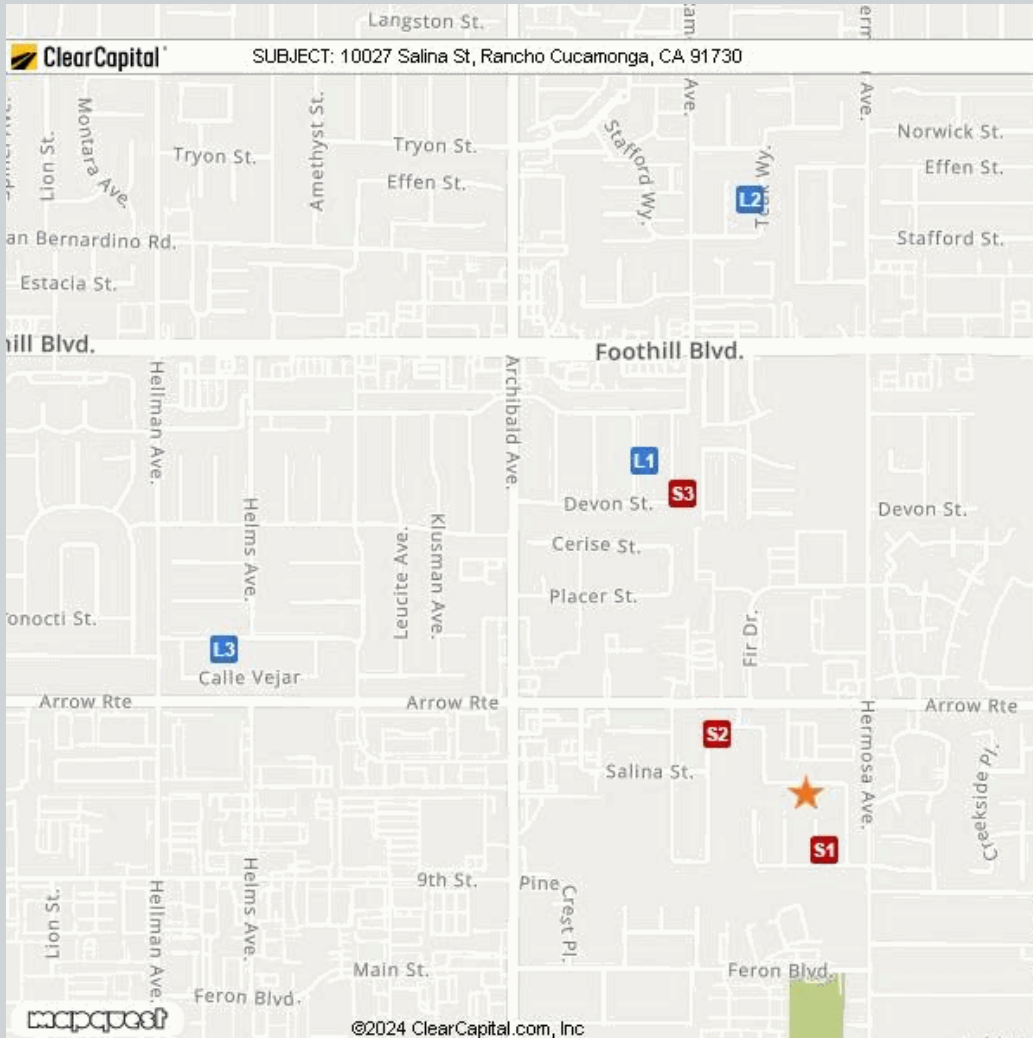 Langston St.
ClearCapital
SUBJECT: 10027 Salina St, Rancho Cucamonga, CA 91730
Ave.
Ave.
Lion St.
Montara Ave.
Tryon St.
Amethyst St.
Tryon St.
Effen St.
Stafford Wy.
L2
Wy.
Norwick St.
Effen St.
an Bernardino Rd.
Stafford St.
Estacia St.
hill Blvd.
Foothill Blvd.
Hellman Ave.
Archibald Ave.
L1
S3
Devon St.
Devon St.
Helms Ave.
Leucite Ave.
Klusman Ave.
Cerise St.
Placer St.
onocti St.
Fir Dr.
L3
Calle Vejar
Arrow Rte
Arrow Rte
Arrow Rte
S2
Hermosa Ave.
Salina St.
Creekside Pl.
S1
Helms Ave.
9th St.
Pine
Crest Pl.
Lion St.
Hellman Ave.
Main St.
Feron Blvd.
Feron Blvd.
mapquest
©2024 ClearCapital.com, Inc